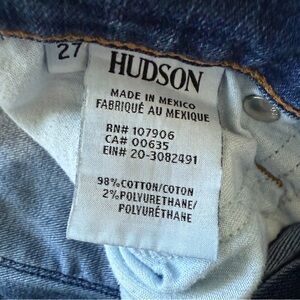 27
HUDSON
MADE IN MEXICO
FABRIQUÉ AU MEXIQUE
RN# 107906
CA# 00635
EIN# 20-3082491
98% COTTON/COTON
2% POLYURETHANE/
POLYURÉTHANE